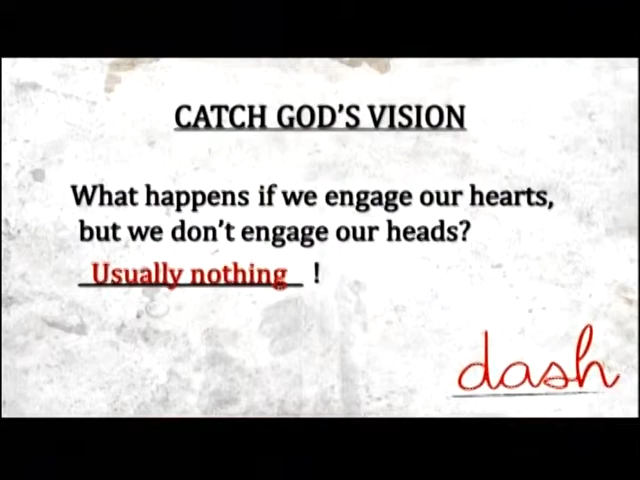 CATCH GOD'S VISION
What happens if we engage our hearts,
but we don't engage our heads?
Usually nothing !
dash